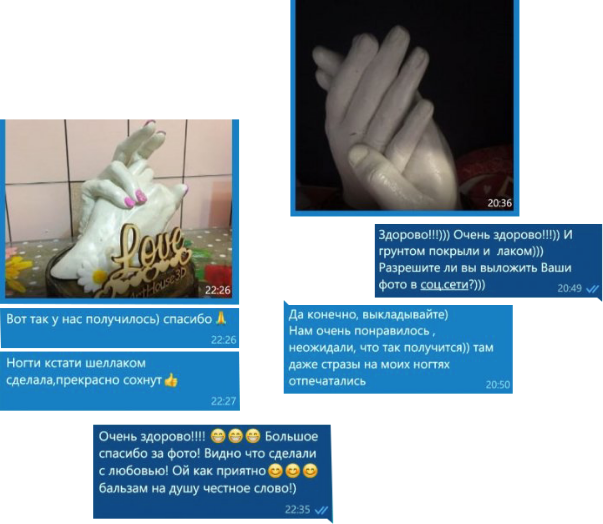 Love
ArtHouse3D
22:26
Вот так у нас получилось) спасибо🙏
22:26
Ногти кстати шеллаком
сделала,прекрасно сохнут👍
22:27
20:36
Здорово!!!))) Очень здорово!!!)) И
грунтом покрыли и лаком)))
Разрешите ли вы выложить Ваши
фото в соц.сети?)))
20:49
Да конечно, выкладывайте)
Нам очень понравилось ,
неожидали, что так получится)) там
даже стразы на моих ногтях
отпечатались
20:50
Очень здорово!!!! 😁😁😁 Большое
спасибо за фото! Видно что сделали
с любовью! Ой как приятно😊😊😊
бальзам на душу честное слово!)
22:35